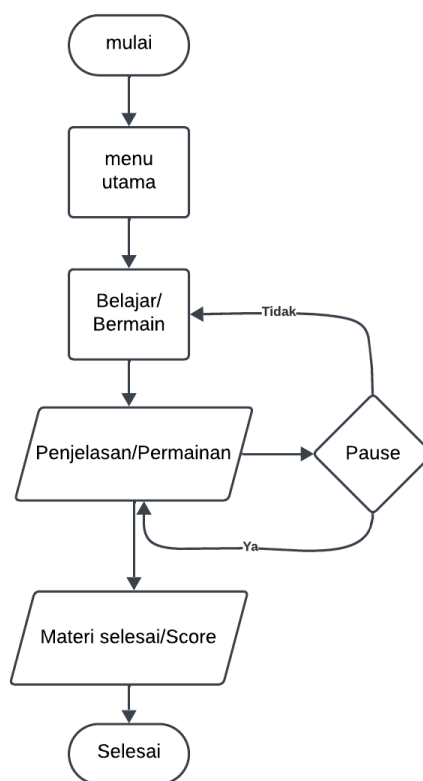 mulai
menu
utama
Belajar/
Bermain
Tidak
Penjelasan/Permainan
Pause
Ya
Materi selesai/Score
Selesai